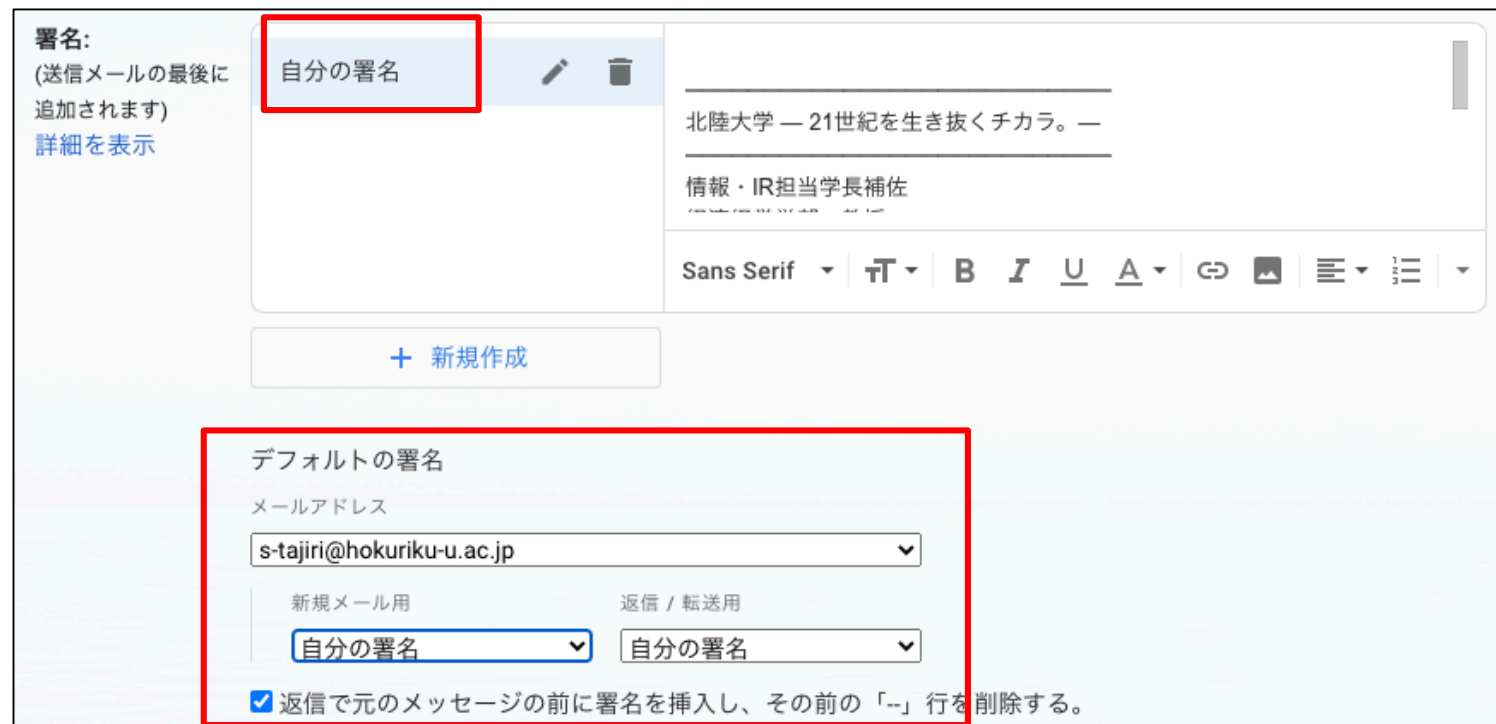 署名:
(送信メールの最後に
追加されます)
詳細を表示
自分の署名
北陸大学 ― 21世紀を生き抜くチカラ。―
情報・IR担当学長補佐
Sans Serif
+ 新規作成
デフォルトの署名
メールアドレス
s-tajiri@hokuriku-u.ac.jp
新規メール用 返信 / 転送用
自分の署名 自分の署名
返信で元のメッセージの前に署名を挿入し、その前の「--」行を削除する。